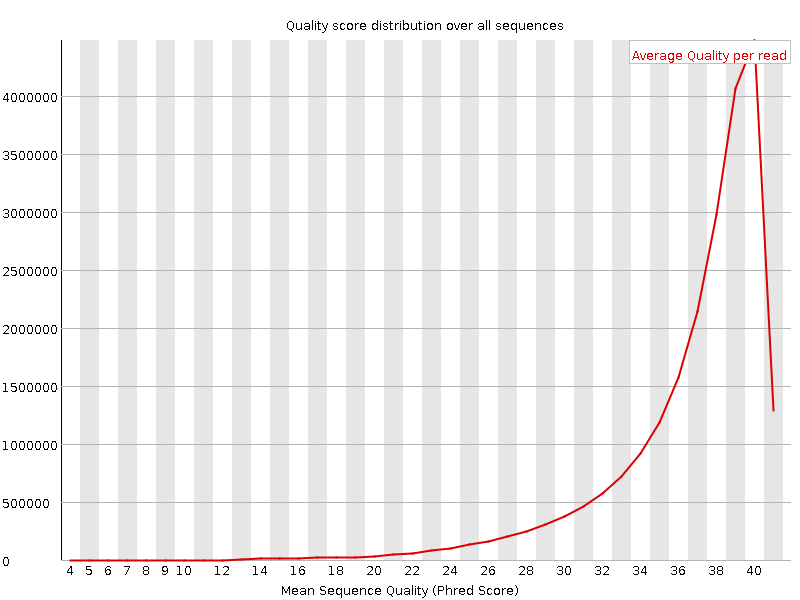 Quality score distribution over all sequences
Average Quality per read
4000000
3500000
3000000
2500000
2000000
1500000
1000000
500000
0
4 5 6 7 8 9 10 12 14 16 18 20 22 24 26 28 30 32 34 36 38 40
Mean Sequence Quality (Phred Score)